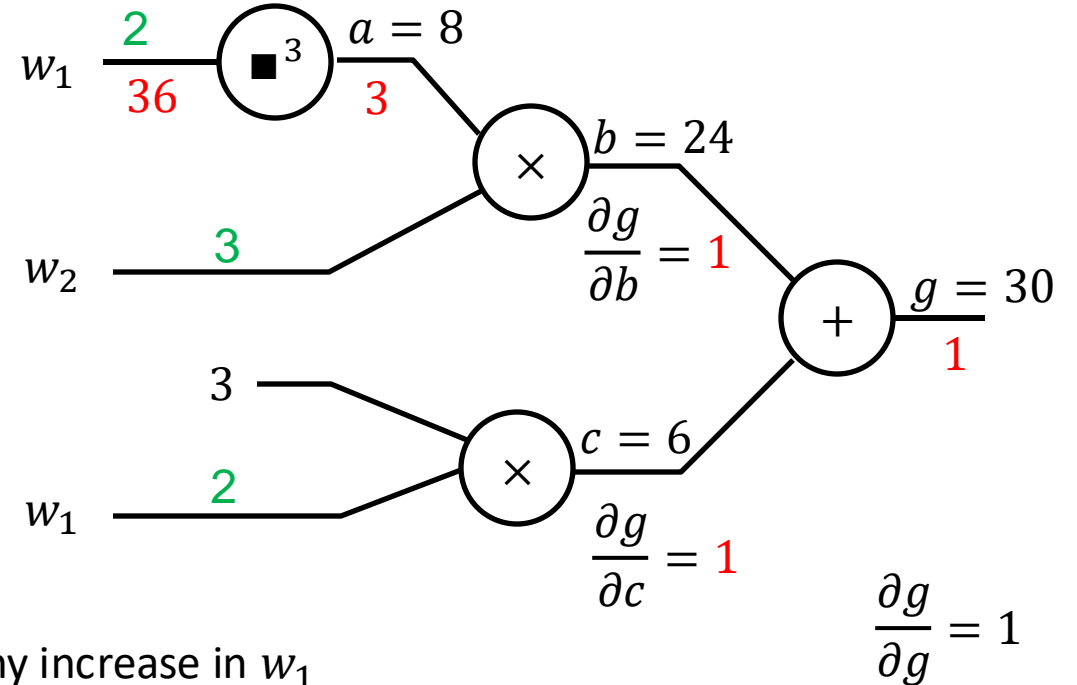 2
a = 8
w₁
■³
36
3
×
b = 24
3
w₂
∂g/∂b = 1
g = 30
+
1
3
c = 6
×
2
w₁
∂g/∂c = 1
∂g/∂g = 1
ny increase in w₁